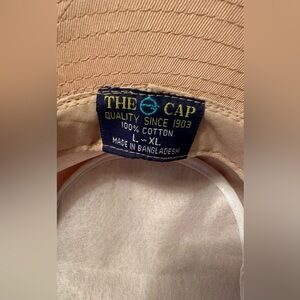 THE CAP
QUALITY SINCE 1903
100% COTTON
L - XL
MADE IN BANGLADESH